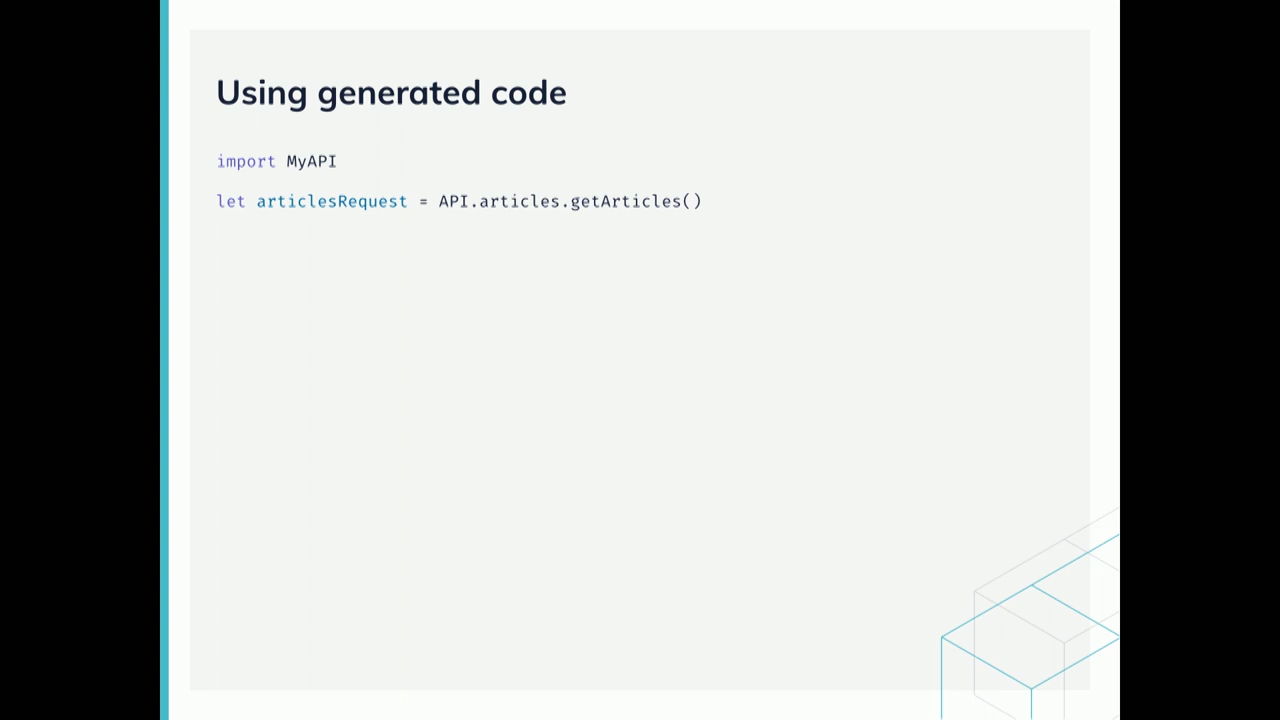 Using generated code
import MyAPI
let articlesRequest = API.articles.getArticles()